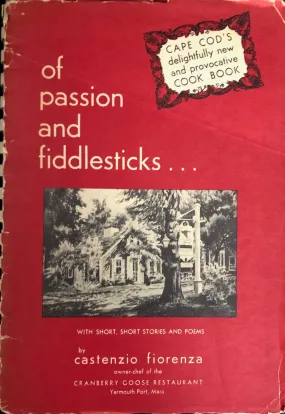 CAPE COD'S
delightfully new
and provocative
COOK BOOK
of
passion
and
fiddlesticks...
WITH SHORT, SHORT STORIES AND POEMS
by
castenzio fiorenza
owner-chef of the
CRANBERRY GOOSE RESTAURANT
Yarmouth Port, Mass